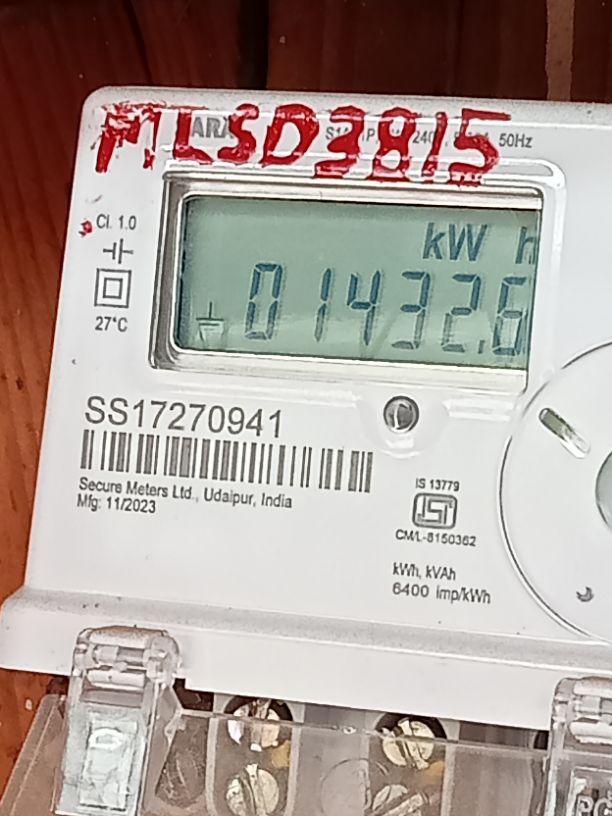 MLSD3815
50Hz
Cl. 1.0
27°C
kW h
01432.6
SS17270941
Secure Meters Ltd., Udaipur, India
Mfg: 11/2023
IS 13779
ISI
CM/L-8150362
kWh, kVAh
6400 imp/kWh